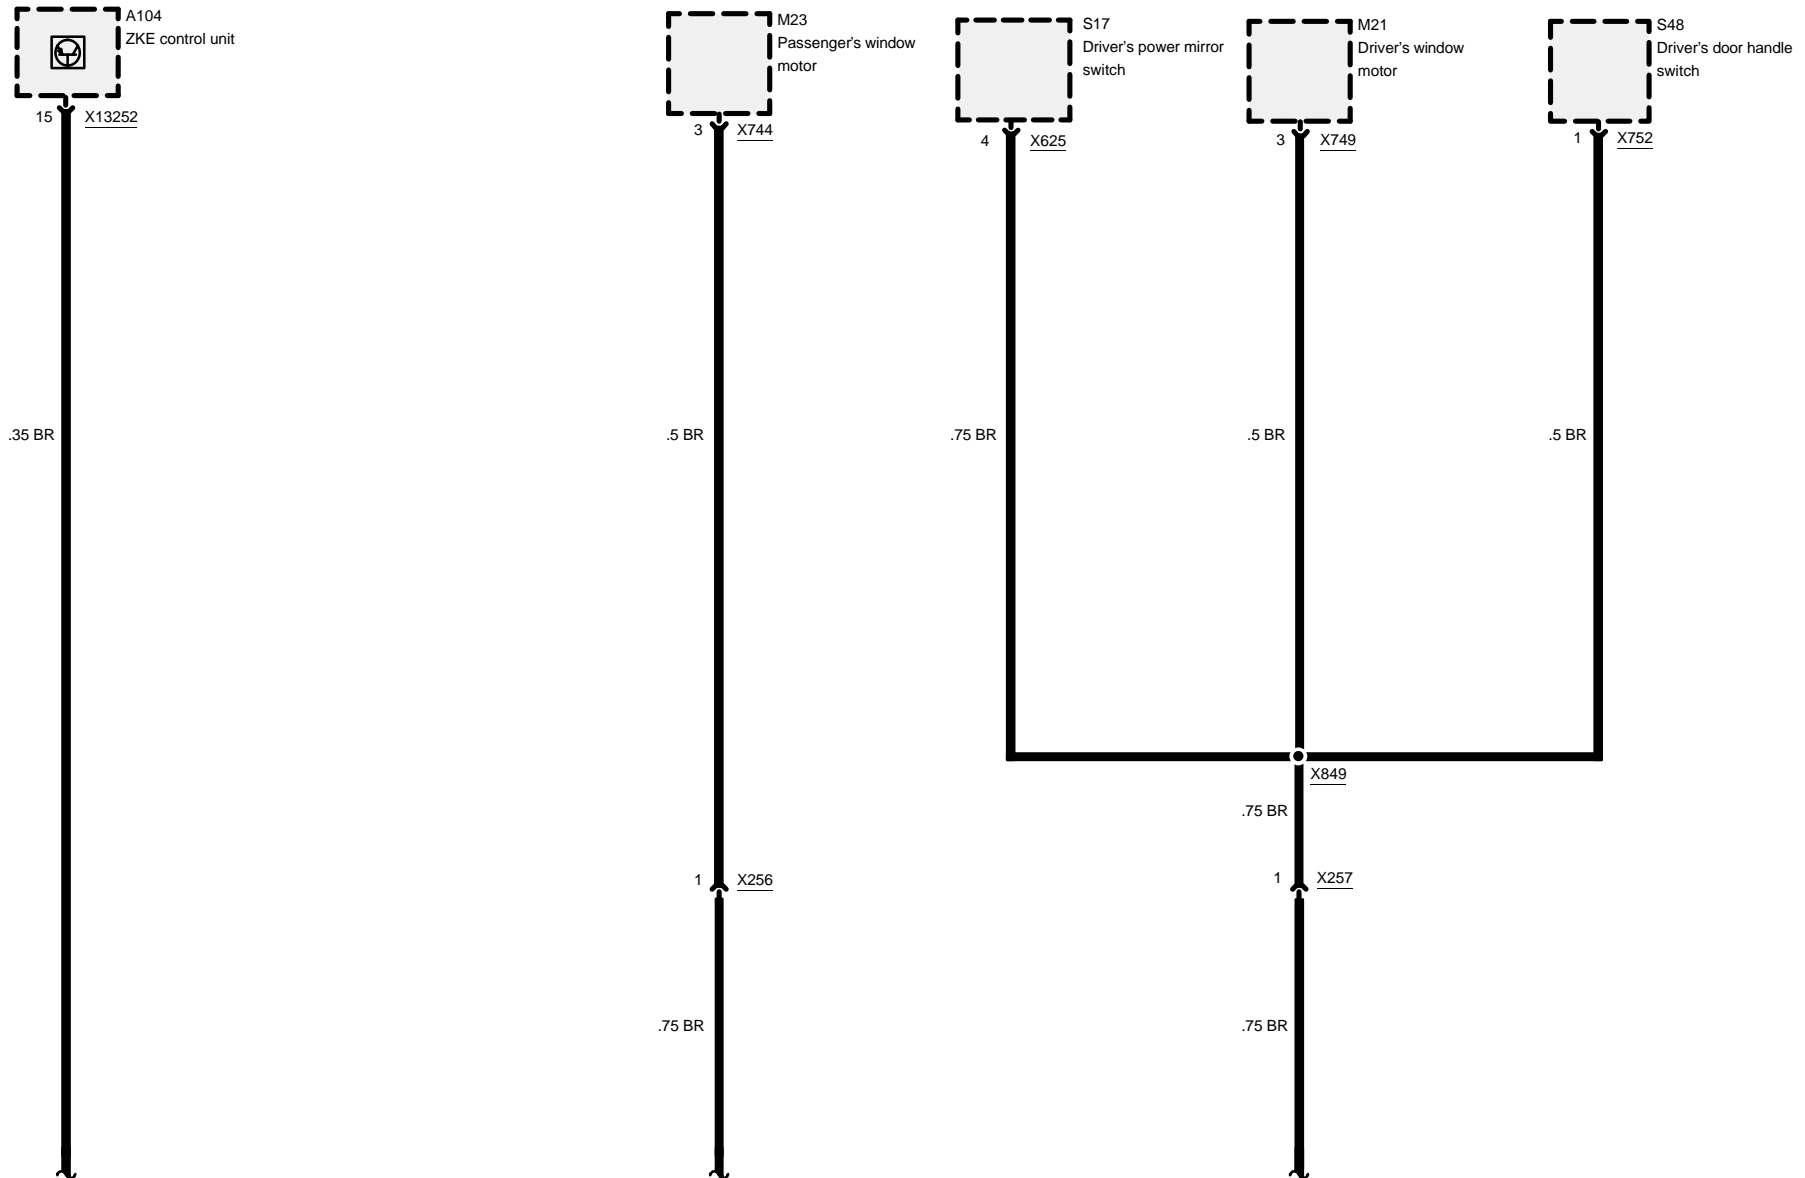 A104
ZKE control unit
15 X13252
M23
Passenger's window
motor
3 X744
S17
Driver's power mirror
switch
4 X625
M21
Driver's window
motor
3 X749
S48
Driver's door handle
switch
1 X752
.35 BR
.5 BR
.75 BR
.5 BR
.5 BR
X849
.75 BR
1 X256
1 X257
.75 BR
.75 BR